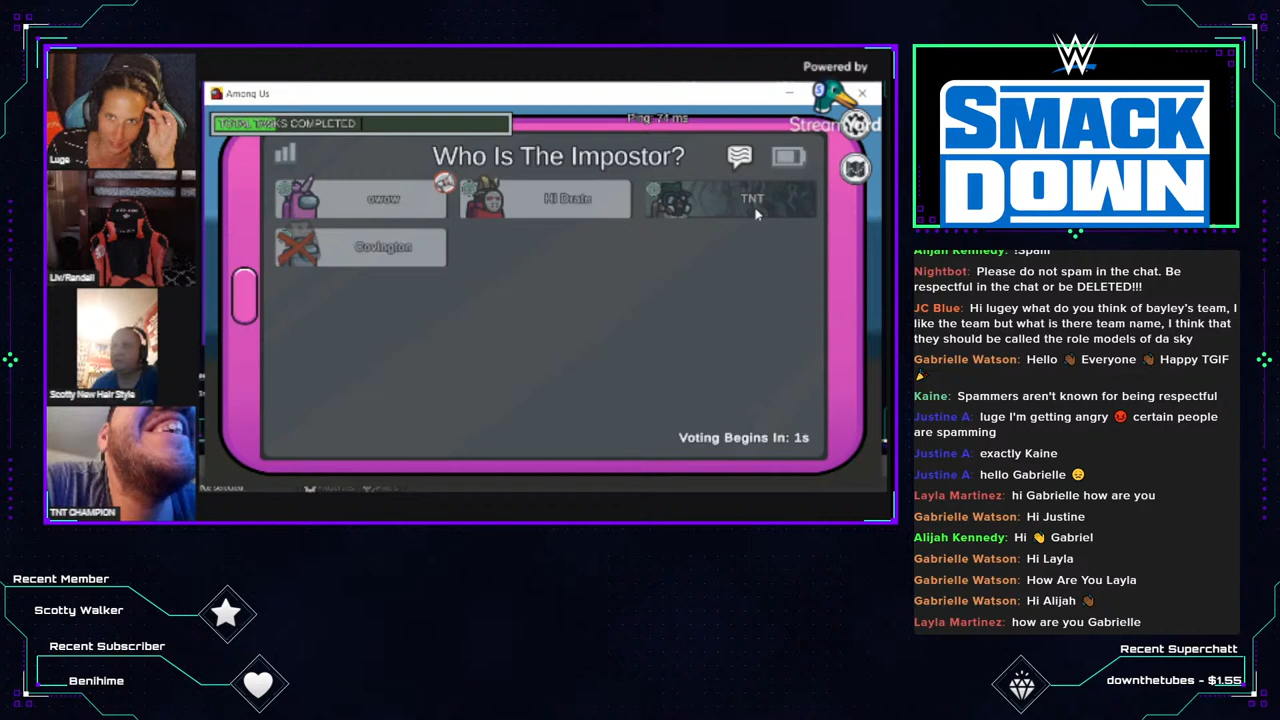 Powered by
StreamYard
Among Us
TOTAL TASKS COMPLETED
Ping: 74 ms
Who Is The Impostor?
owow
Hi Drate
TNT
Covington
Voting Begins In: 1s
Luge
Liv/Randall
Scotty New Hair Style
TNT CHAMPION
W
SMACK
DOWN
Alijah Kennedy: !Spam
Nightbot: Please do not spam in the chat. Be
respectful in the chat or be DELETED!!!
JC Blue: Hi lugey what do you think of bayley's team, I
like the team but what is there team name, I think that
they should be called the role models of da sky
Gabrielle Watson: Hello 👋🏾 Everyone 👋🏾 Happy TGIF
🎉
Kaine: Spammers aren't known for being respectful
Justine A: luge I'm getting angry 😡 certain people
are spamming
Justine A: exactly Kaine
Justine A: hello Gabrielle 😔
Layla Martinez: hi Gabrielle how are you
Gabrielle Watson: Hi Justine
Alijah Kennedy: Hi 👋 Gabriel
Gabrielle Watson: Hi Layla
Gabrielle Watson: How Are You Layla
Gabrielle Watson: Hi Alijah 👋🏾
Layla Martinez: how are you Gabrielle
Recent Member
Scotty Walker
Recent Subscriber
Benihime
Recent Superchatt
downthetubes - $1.55